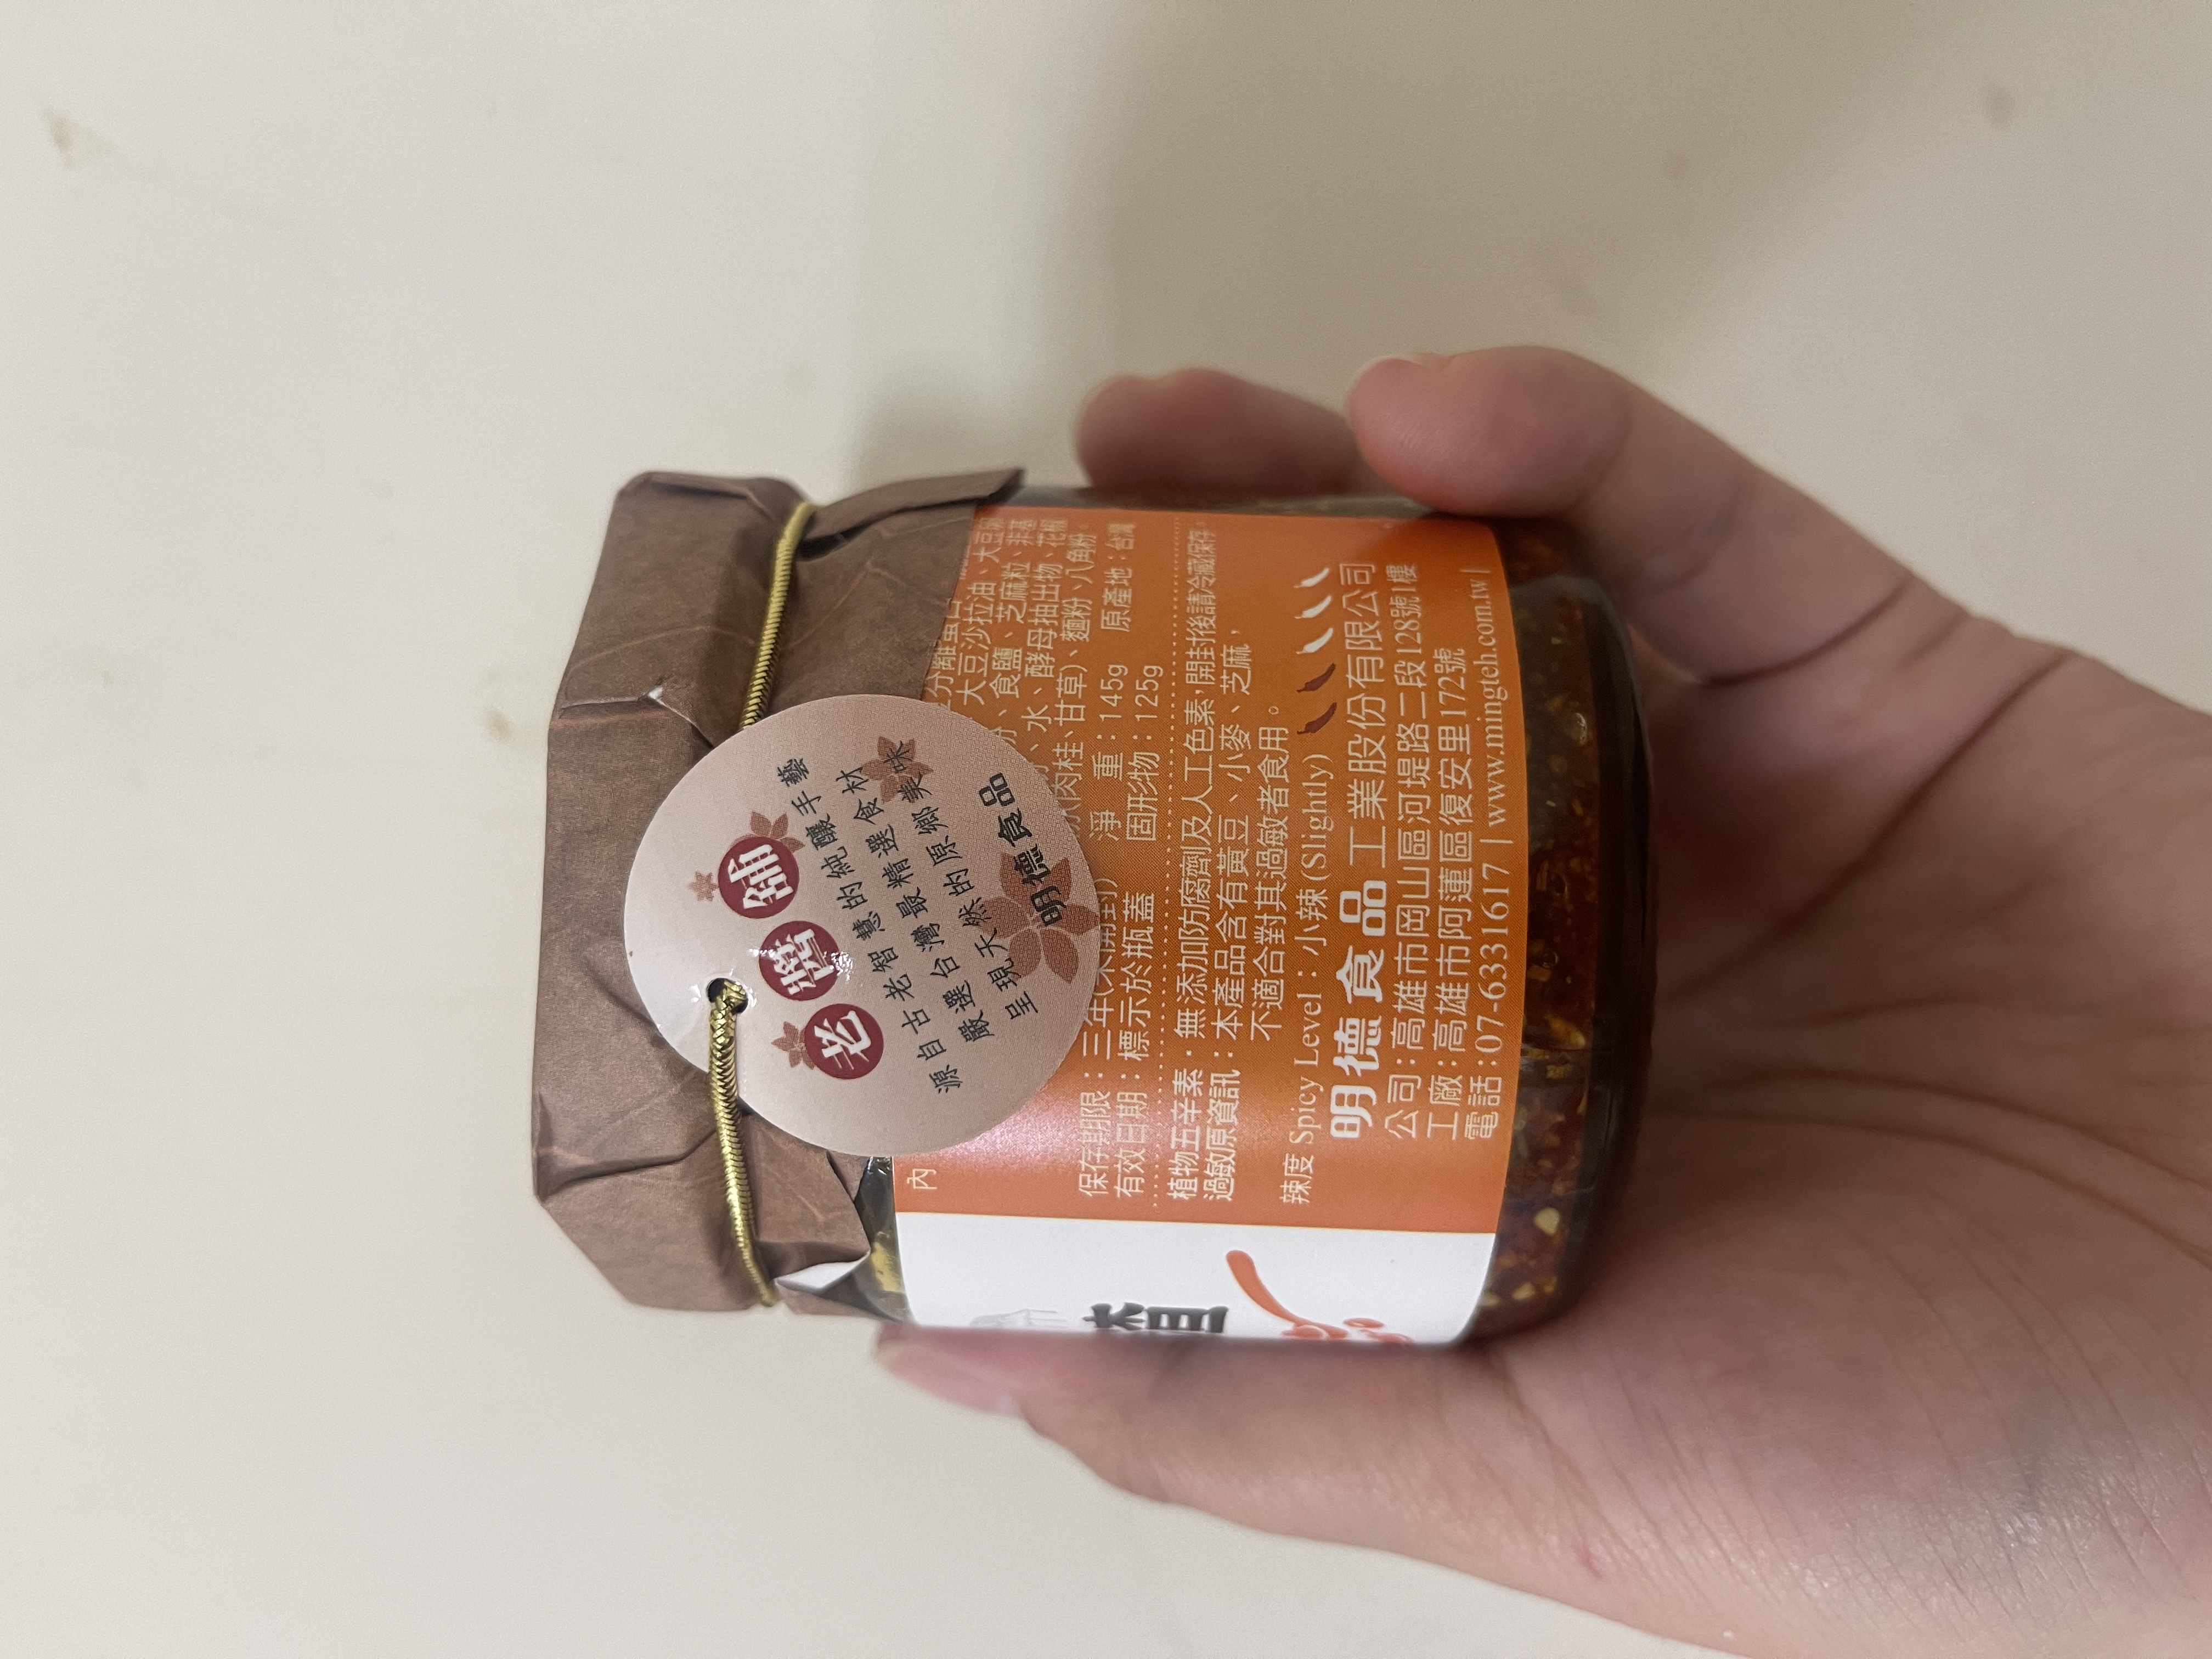 老醬舖
源自古老智慧的純釀手藝
嚴選台灣最精選食材
呈現天然的原鄉美味
明德食品
內
大豆沙拉油、大豆
、食鹽、芝麻粒、非基
、水、酵母抽出物、花椒
肉桂、甘草)、麵粉、八角粉。
淨 重：145g 原產地：台灣
固形物：125g
保存期限：三年(未開封)
有效日期：標示於瓶蓋
植物五辛素·無添加防腐劑及人工色素,開封後請冷藏保存。
過敏原資訊：本產品含有黃豆、小麥、芝麻,
不適合對其過敏者食用。
辣度 Spicy Level：小辣 (Slightly)
明德食品工業股份有限公司
公司:高雄市岡山區河堤路二段128號1樓
工廠:高雄市阿蓮區復安里172號
電話:07-6331617 | www.mingteh.com.tw |